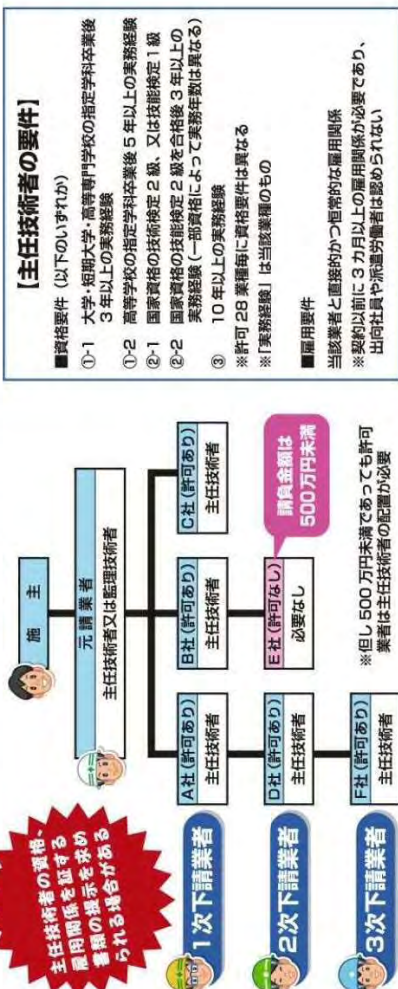 主任技術者の資格、
雇用関係を証する
書類の提示を求め
られる場合がある
施 主
元請業者
主任技術者又は監理技術者
1次下請業者
A社(許可あり)
主任技術者
B社(許可あり)
主任技術者
C社(許可あり)
主任技術者
2次下請業者
D社(許可あり)
主任技術者
E社(許可なし)
必要なし
請負金額は
500万円未満
3次下請業者
F社(許可あり)
主任技術者
※但し500万円未満であっても許可
業者は主任技術者の配置が必要
【主任技術者の要件】
■資格要件(以下のいずれか)
①-1 大学・短期大学・高等専門学校の指定学科卒業後
3年以上の実務経験
①-2 高等学校の指定学科卒業後5年以上の実務経験
②-1 国家資格の技術検定2級、又は技能検定1級
②-2 国家資格の技能検定2級を合格後3年以上の
実務経験(一部資格によって実務年数は異なる)
③ 10年以上の実務経験
※許可28業種毎に資格要件は異なる
※「実務経験」は当該業種のもの
■雇用要件
当該業者と直接的かつ恒常的な雇用関係
※契約以前に3カ月以上の雇用関係が必要であり、
出向社員や派遣労働者は認められない